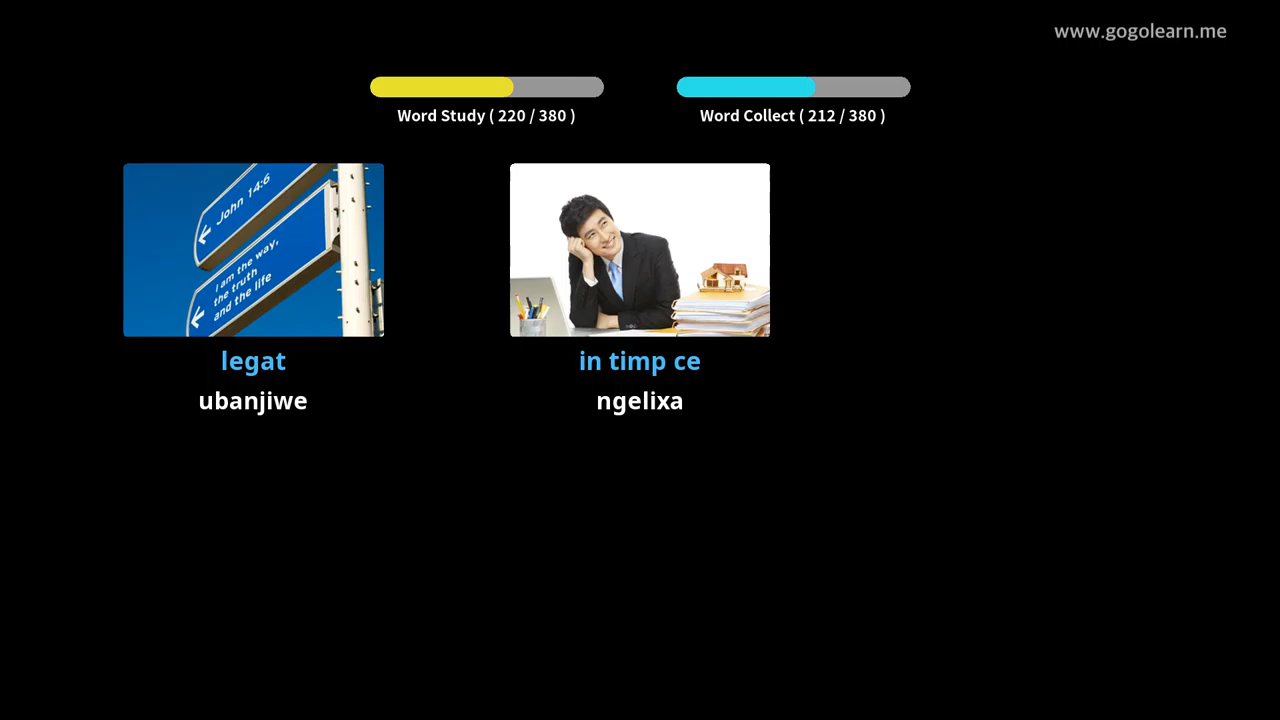 www.gogolearn.me
Word Study ( 220 / 380 )
Word Collect ( 212 / 380 )
John 14:6
I am the way,
the truth
and the life
legat
in timp ce
ubanjiwe
ngelixa